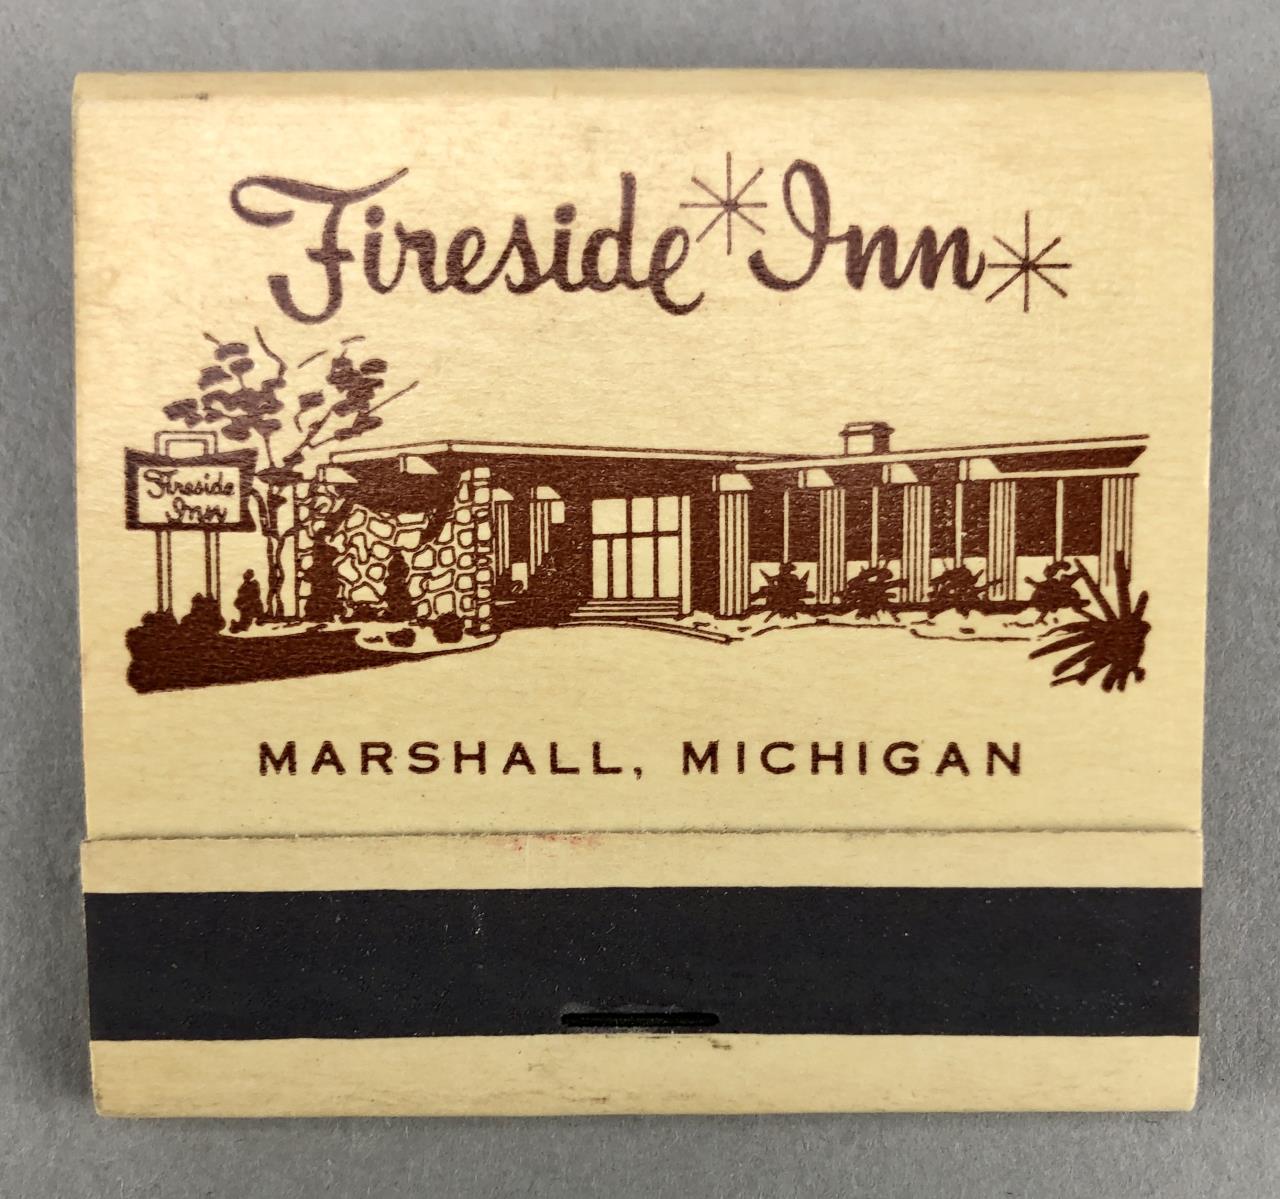 Fireside Inn
Fireside
Inn
MARSHALL, MICHIGAN